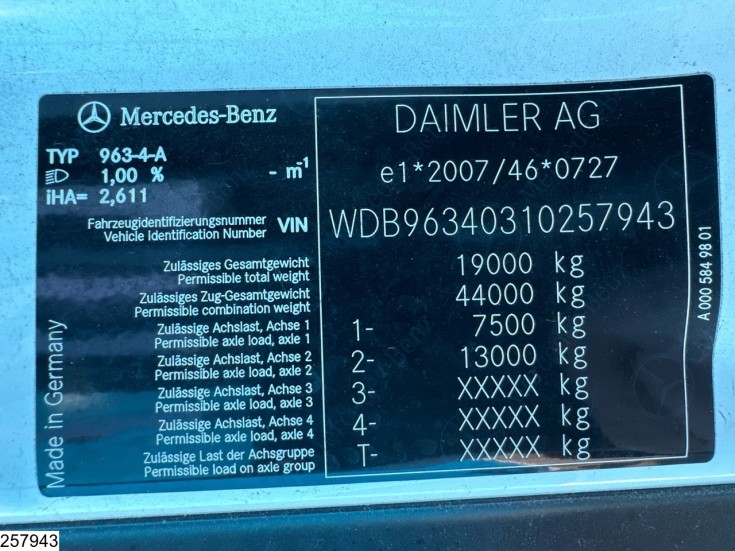 Mercedes-Benz
DAIMLER AG
TYP 963-4-A
1,00 % - m-1
iHA= 2,611
e1*2007/46*0727
Fahrzeugidentifizierungsnummer
Vehicle Identification Number
VIN
WDB96340310257943
Zulässiges Gesamtgewicht
Permissible total weight
19000 kg
Zulässiges Zug-Gesamtgewicht
Permissible combination weight
44000 kg
Zulässige Achslast, Achse 1
Permissible axle load, axle 1
1- 7500 kg
Zulässige Achslast, Achse 2
Permissible axle load, axle 2
2- 13000 kg
Zulässige Achslast, Achse 3
Permissible axle load, axle 3
3- XXXXX kg
Zulässige Achslast, Achse 4
Permissible axle load, axle 4
4- XXXXX kg
Zulässige Last der Achsgruppe
Permissible load on axle group
T- XXXXX kg
Made in Germany
A 000 584 98 01
257943